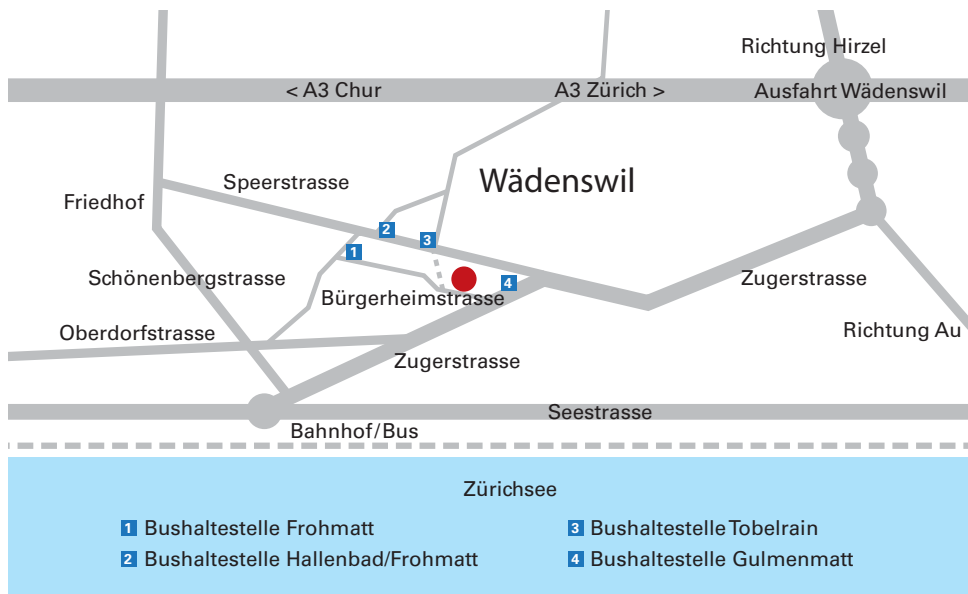 Richtung Hirzel
< A3 Chur
A3 Zürich >
Ausfahrt Wädenswil
Speerstrasse
Wädenswil
Friedhof
2
3
1
Schönenbergstrasse
4
Zugerstrasse
Bürgerheimstrasse
Oberdorfstrasse
Richtung Au
Zugerstrasse
Seestrasse
Bahnhof/Bus
Zürichsee
1 Bushaltestelle Frohmatt
2 Bushaltestelle Hallenbad/Frohmatt
3 Bushaltestelle Tobelrain
4 Bushaltestelle Gulmenmatt